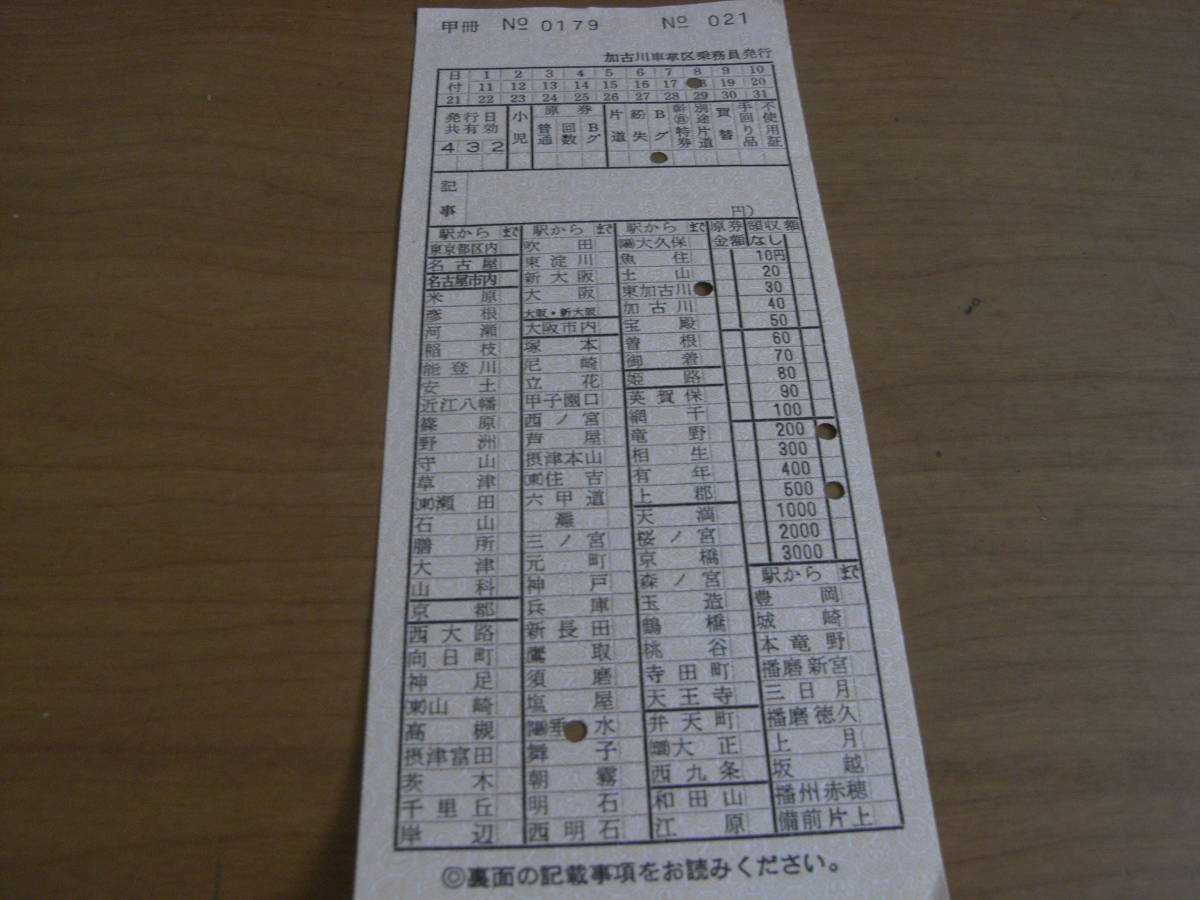 甲冊 № 0179 № 021
加古川車掌区乗務員発行
日 1 2 3 4 5 6 7 8 9 10
付 11 12 13 14 15 16 17 8 19 20
21 22 23 24 25 26 27 28 29 30 31
発行日共有効 小児 原券 普通 回数 Bグ 片道 紛失 Bグ 別途片道 手回り品 不使用証
4 3 2
記事
円)
駅から まで
東京都区内
名古屋
名古屋市内
米原
彦根
河瀬
稲枝
能登川
安土
近江八幡
篠原
野洲
守山
草津
㈱瀬田
石山
膳所
大津
山科
京都
西大路
向日町
神足
山崎
高槻
摂津富田
茨木
千里丘
岸辺
駅から まで
吹田
東淀川
新大阪
大阪
大阪・新大阪
大阪市内
塚本
尼崎
立花
甲子園口
西ノ宮
芦屋
摂津本山
住吉
六甲道
灘
三ノ宮
元町
神戸
兵庫
新長田
鷹取
須磨
塩屋
垂水
舞子
朝霧
明石
西明石
駅から まで
大久保
魚住
土山
東加古川
加古川
宝殿
曽根
御着
姫路
英賀保
網干
竜野
相生
有年
上郡
天満
桜ノ宮
京橋
森ノ宮
玉造
鶴橋
桃谷
寺田町
天王寺
弁天町
大正
西九条
和田山
江原
原券金額 領収額
なし
10円
20
30
40
50
60
70
80
90
100
200
300
400
500
1000
2000
3000
駅から まで
豊岡
城崎
本竜野
播磨新宮
三日月
播磨徳久
上月
坂越
播州赤穂
備前片上
◎裏面の記載事項をお読みください。